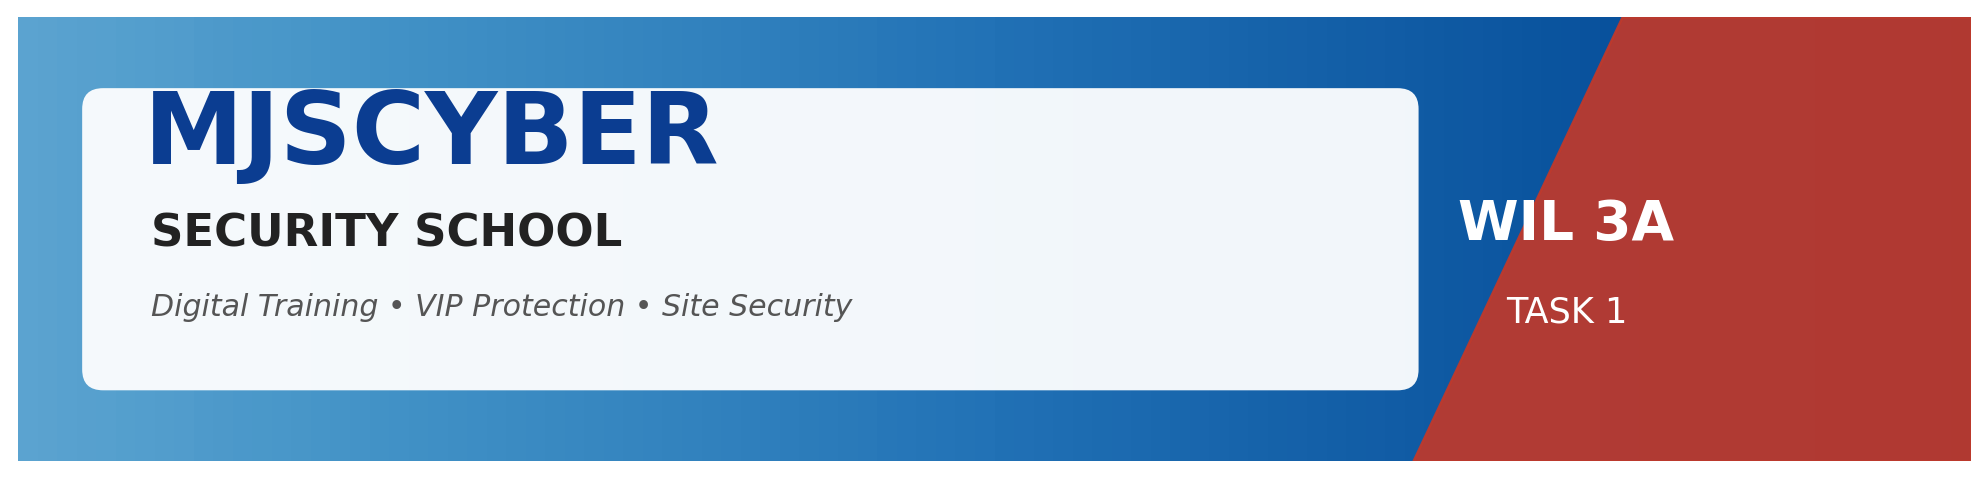 MJSCYBER
SECURITY SCHOOL
Digital Training • VIP Protection • Site Security
WIL 3A
TASK 1